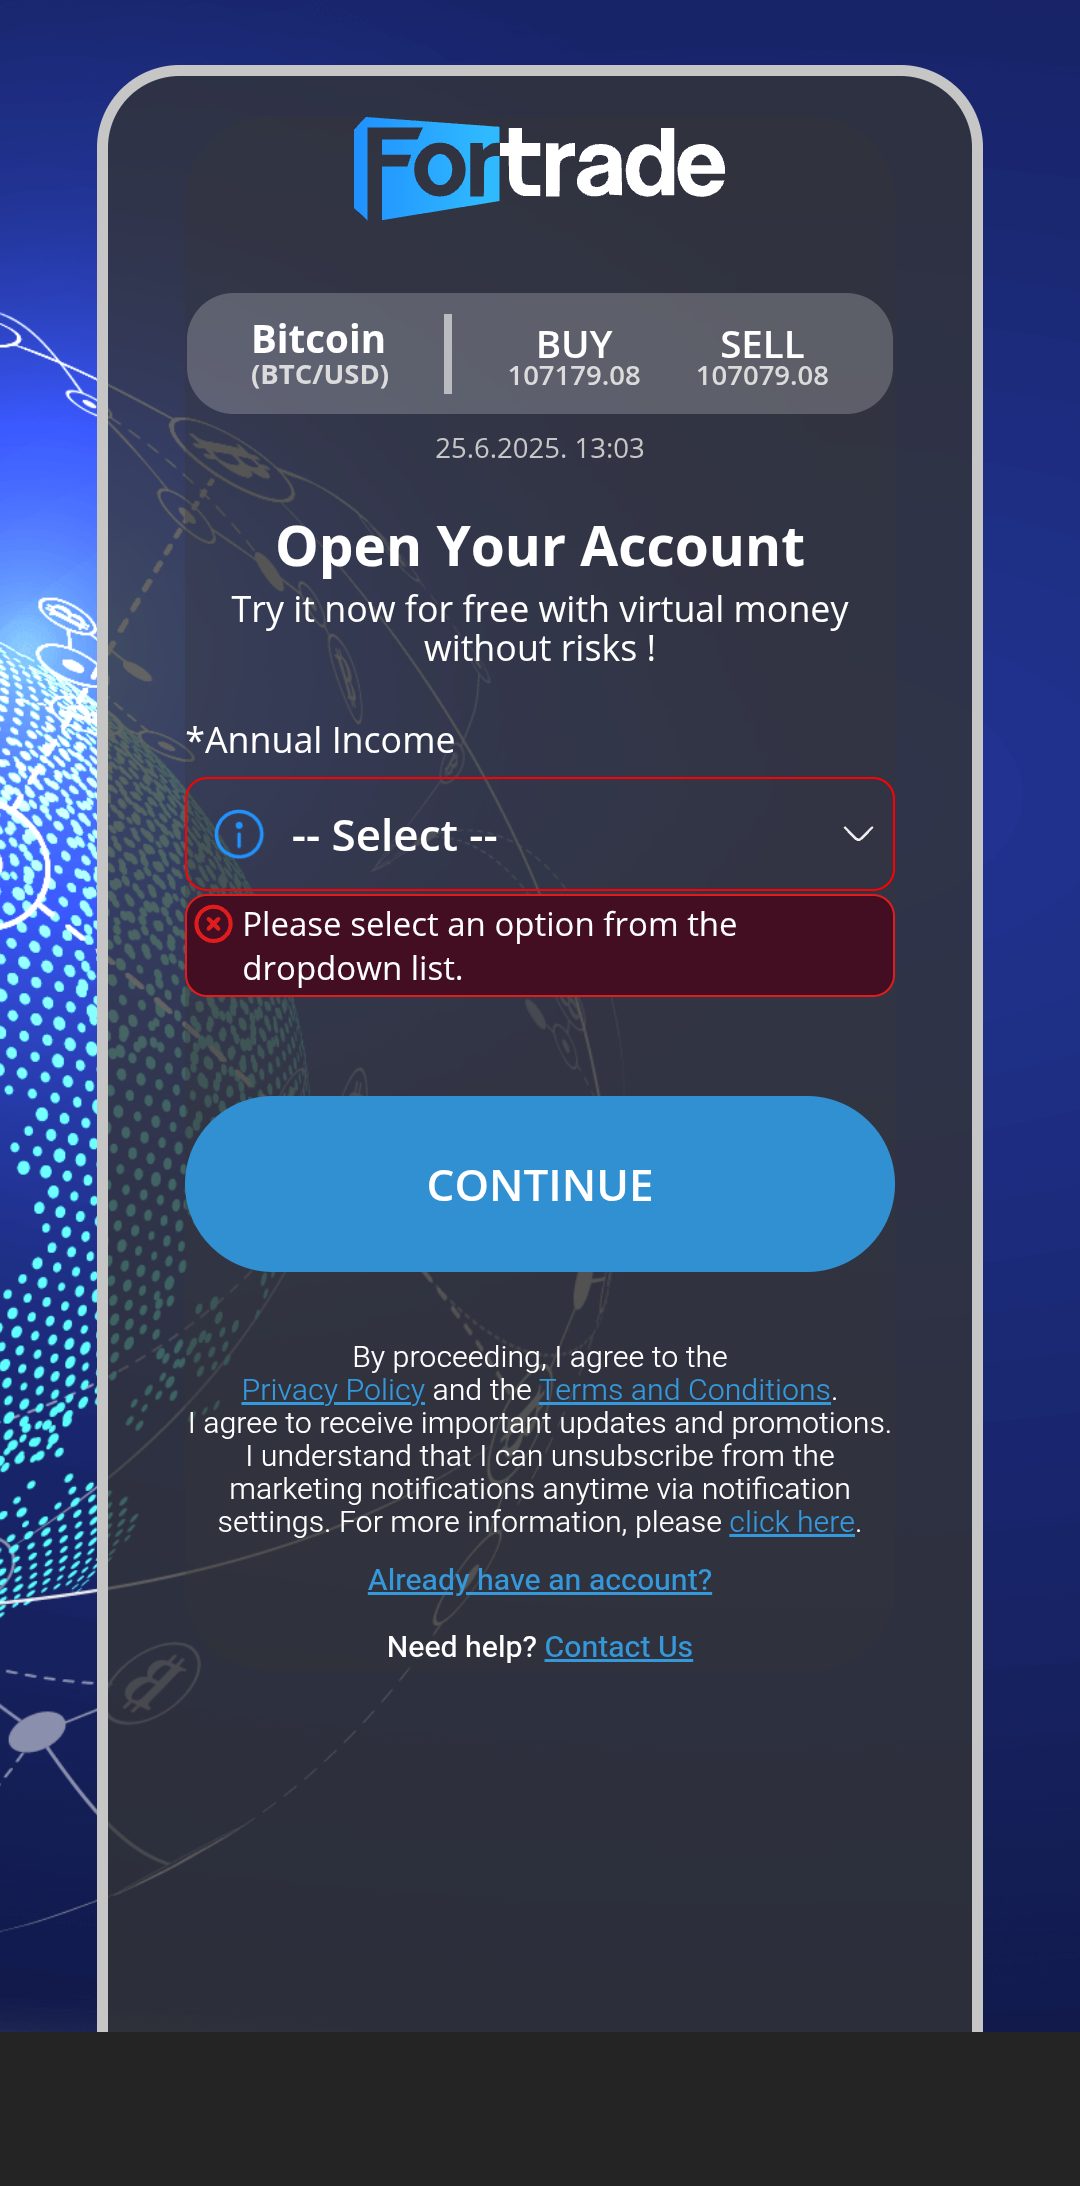 Fortrade
Bitcoin
(BTC/USD)
BUY
107179.08
SELL
107079.08
25.6.2025. 13:03
Open Your Account
Try it now for free with virtual money
without risks !
*Annual Income
-- Select --
Please select an option from the
dropdown list.
CONTINUE
By proceeding, I agree to the
Privacy Policy and the Terms and Conditions.
I agree to receive important updates and promotions.
I understand that I can unsubscribe from the
marketing notifications anytime via notification
settings. For more information, please click here.
Already have an account?
Need help? Contact Us